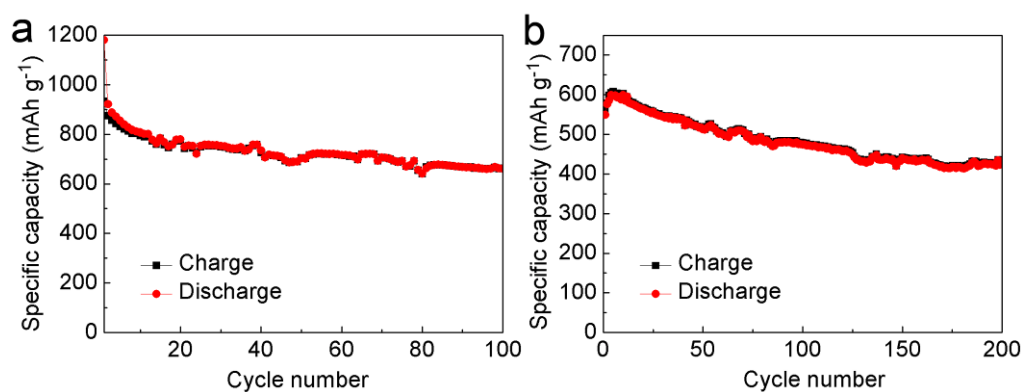 a
1200
1000
800
600
400
200
0
Specific capacity (mAh g⁻¹)
Charge
Discharge
20
40
60
80
100
Cycle number
b
700
600
500
400
300
200
100
0
Specific capacity (mAh g⁻¹)
Charge
Discharge
0
50
100
150
200
Cycle number